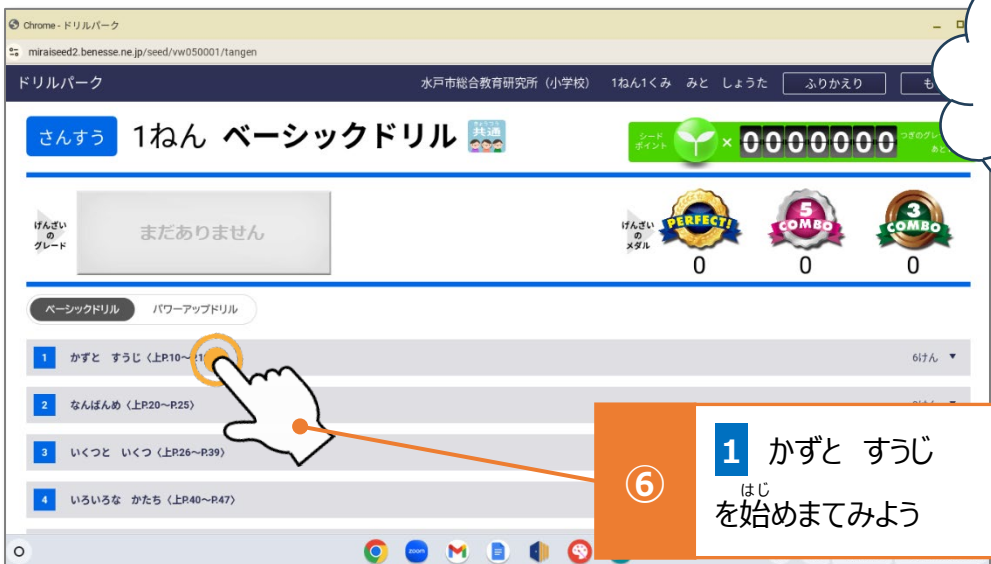 Chrome - ドリルパーク
miraiseed2.benesse.ne.jp/seed/vw050001/tangen
ドリルパーク 水戸市総合教育研究所（小学校） 1ねん1くみ みと しょうた ふりかえり も
さんすう 1ねん ベーシックドリル 共通
シード
ポイント × 0000000
つぎのグレ
あと
げんざい
の
グレード
まだありません
げんざい
の
メダル
PERFECT! 5 COMBO 3 COMBO
0 0 0
ベーシックドリル パワーアップドリル
1 かずと すうじ〈上P.10～ 6けん ▼
2 なんばんめ〈上P.20～P.25〉
3 いくつと いくつ〈上P.26～P.39〉
4 いろいろな かたち〈上P.40～P.47〉
⑥
1 かずと すうじ
はじ
を始めまてみよう
zoom